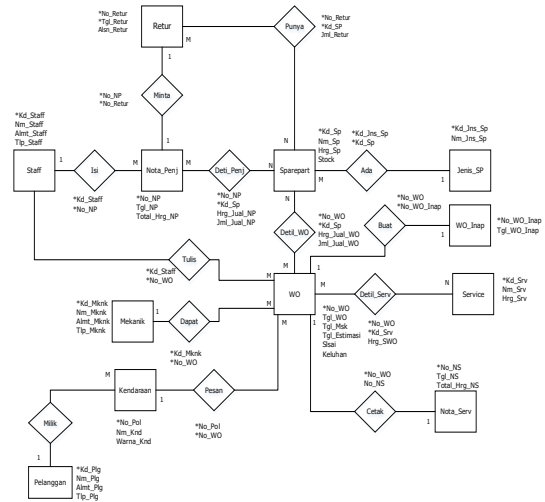 *No_Retur
*Tgl_Retur
Alsn_Retur
Retur
M
1
Punya
*No_Retur
*Kd_SP
Jml_Retur
N
*No_NP
*No_Retur
Minta
1
*Kd_Staff
Nm_Staff
Almt_Staff
Tlp_Staff
Staff
1
Isi
*Kd_Staff
*No_NP
M
Nota_Penj
M
*No_NP
Tgl_NP
Total_Hrg_NP
Detl_Penj
*No_NP
*Kd_Sp
Hrg_Jual_NP
Jml_Jual_NP
N
Sparepart
*Kd_Sp
Nm_Sp
Hrg_Sp
Stock
M
N
*Kd_Jns_Sp
*Kd_Sp
Ada
1
*Kd_Jns_Sp
Nm_Jns_Sp
Jenis_SP
Detil_WO
*No_WO
*Kd_Sp
Hrg_Jual_WO
Jml_Jual_WO
M
*No_WO
*No_WO_Inap
Buat
1
1
WO_Inap
*No_WO_Inap
Tgl_WO_Inap
Tulis
*Kd_Staff
*No_WO
M
WO
M
*No_WO
Tgl_WO
Tgl_Msk
Tgl_Estimasi
SIsai
Keluhan
Detil_Serv
*No_WO
*Kd_Srv
Hrg_SWO
N
Service
*Kd_Srv
Nm_Srv
Hrg_Srv
*Kd_Mknk
Nm_Mknk
Almt_Mknk
Tlp_Mknk
Mekanik
1
Dapat
M
*Kd_Mknk
*No_WO
M
1
Kendaraan
M
1
*No_Pol
Nm_Knd
Warna_Knd
Pesan
*No_Pol
*No_WO
*No_WO
No_NS
Cetak
1
*No_NS
Tgl_NS
Total_Hrg_NS
Nota_Serv
Milik
1
Pelanggan
*Kd_Plg
Nm_Plg
Almt_Plg
Tlp_Plg